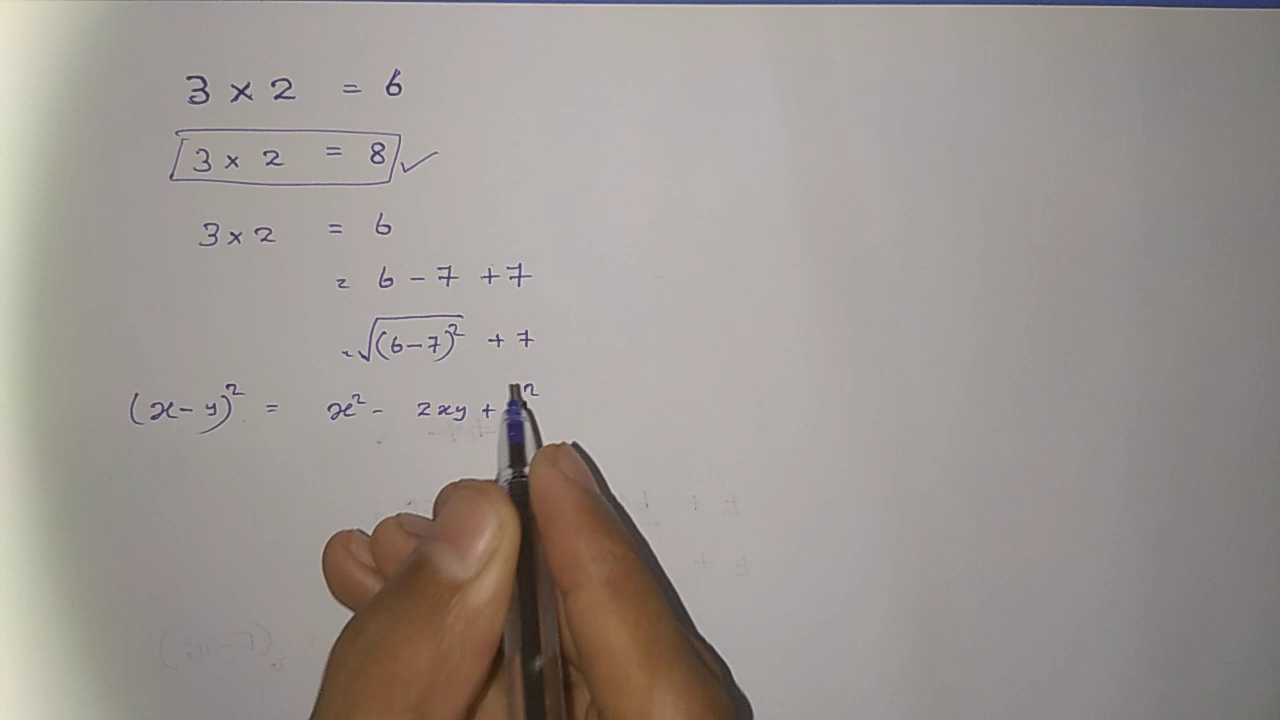 3 × 2 = 6
3 × 2 = 8 ✓
3 × 2 = 6
= 6 - 7 + 7
= √(6-7)² + 7
(x-y)² = x² - 2xy + ²